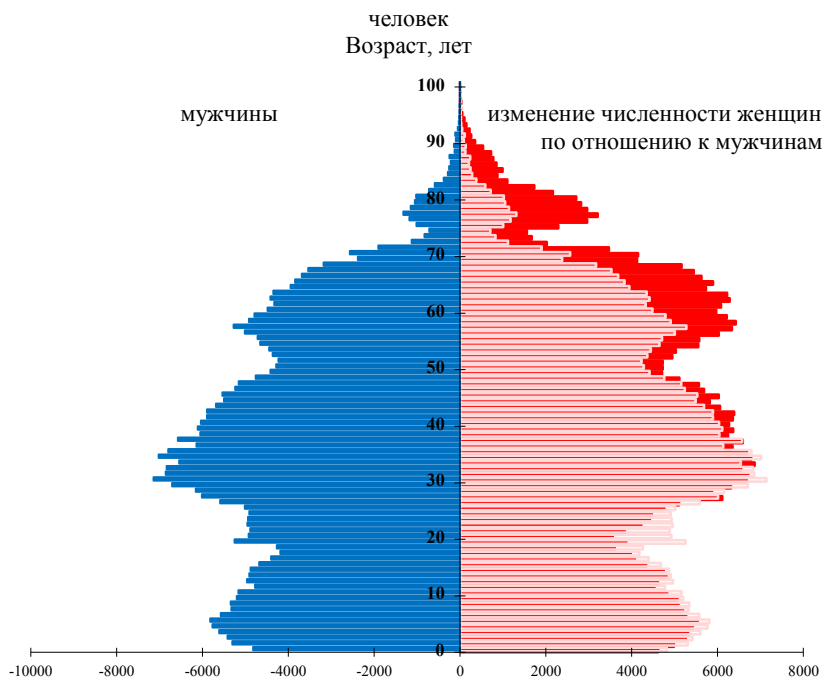 человек
Возраст, лет
100
мужчины
изменение численности женщин
по отношению к мужчинам
90
80
70
60
50
40
30
20
10
0
-10000 -8000 -6000 -4000 -2000 0 2000 4000 6000 8000